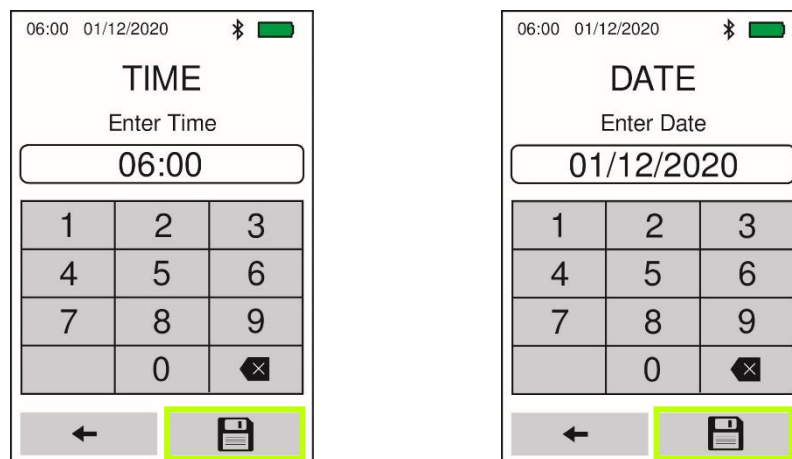 06:00 01/12/2020
TIME
Enter Time
06:00
1 2 3
4 5 6
7 8 9
0
06:00 01/12/2020
DATE
Enter Date
01/12/2020
1 2 3
4 5 6
7 8 9
0